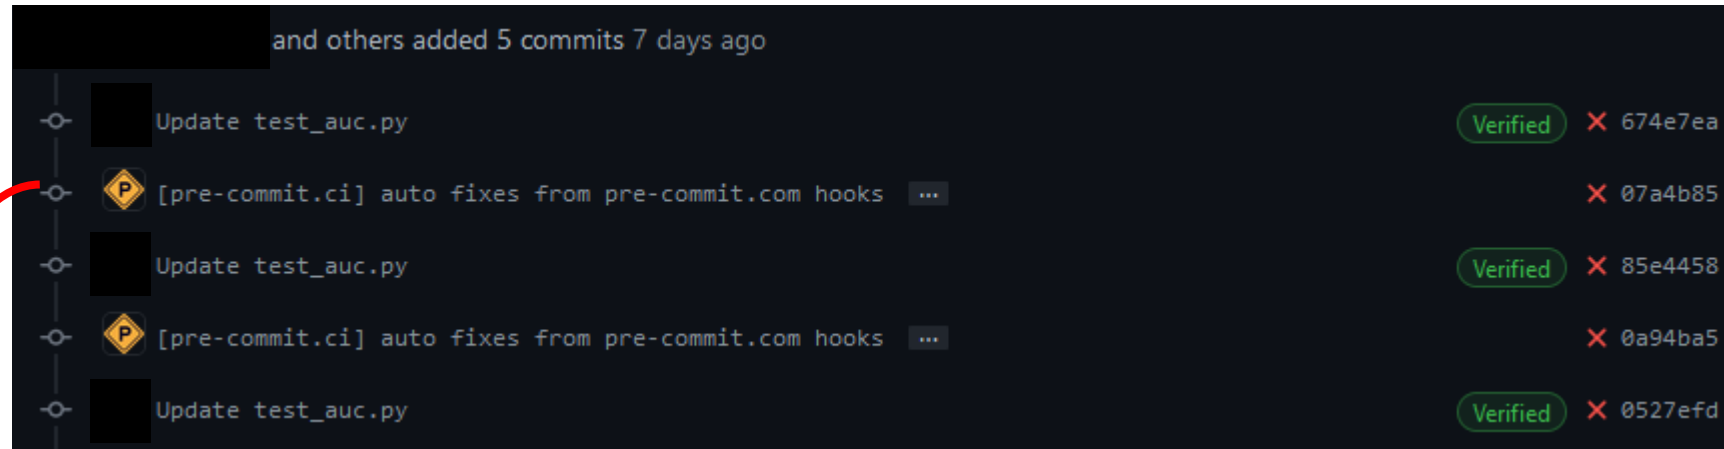 and others added 5 commits 7 days ago
Update test_auc.py Verified 674e7ea
P [pre-commit.ci] auto fixes from pre-commit.com hooks ... 07a4b85
Update test_auc.py Verified 85e4458
P [pre-commit.ci] auto fixes from pre-commit.com hooks ... 0a94ba5
Update test_auc.py Verified 0527efd